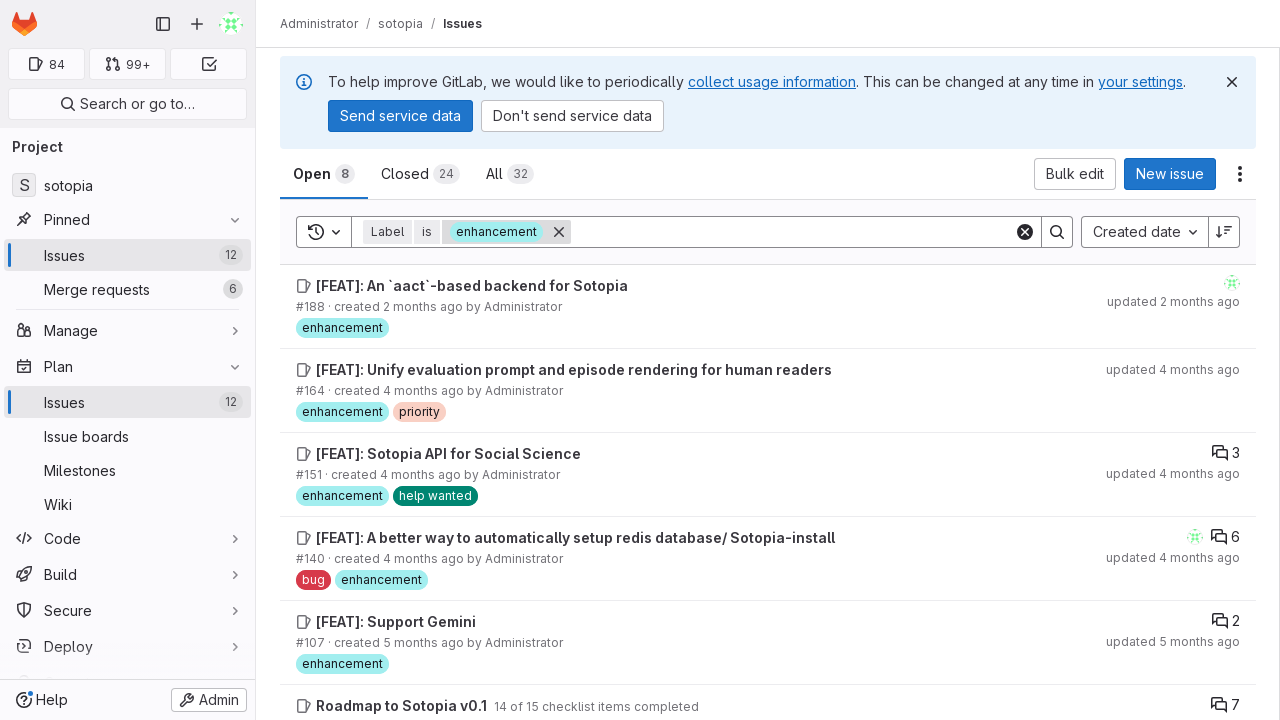 Administrator / sotopia / Issues
84
99+
Search or go to…
Project
S sotopia
Pinned
Issues 12
Merge requests 6
Manage
Plan
Issues 12
Issue boards
Milestones
Wiki
Code
Build
Secure
Deploy
Help
Admin
To help improve GitLab, we would like to periodically collect usage information. This can be changed at any time in your settings.
Send service data
Don't send service data
Open 8
Closed 24
All 32
Bulk edit
New issue
Label is enhancement
Created date
[FEAT]: An `aact`-based backend for Sotopia
#188 · created 2 months ago by Administrator
updated 2 months ago
enhancement
[FEAT]: Unify evaluation prompt and episode rendering for human readers
#164 · created 4 months ago by Administrator
updated 4 months ago
enhancement priority
[FEAT]: Sotopia API for Social Science
3
#151 · created 4 months ago by Administrator
updated 4 months ago
enhancement help wanted
[FEAT]: A better way to automatically setup redis database/ Sotopia-install
6
#140 · created 4 months ago by Administrator
updated 4 months ago
bug enhancement
[FEAT]: Support Gemini
2
#107 · created 5 months ago by Administrator
updated 5 months ago
enhancement
Roadmap to Sotopia v0.1 14 of 15 checklist items completed
7